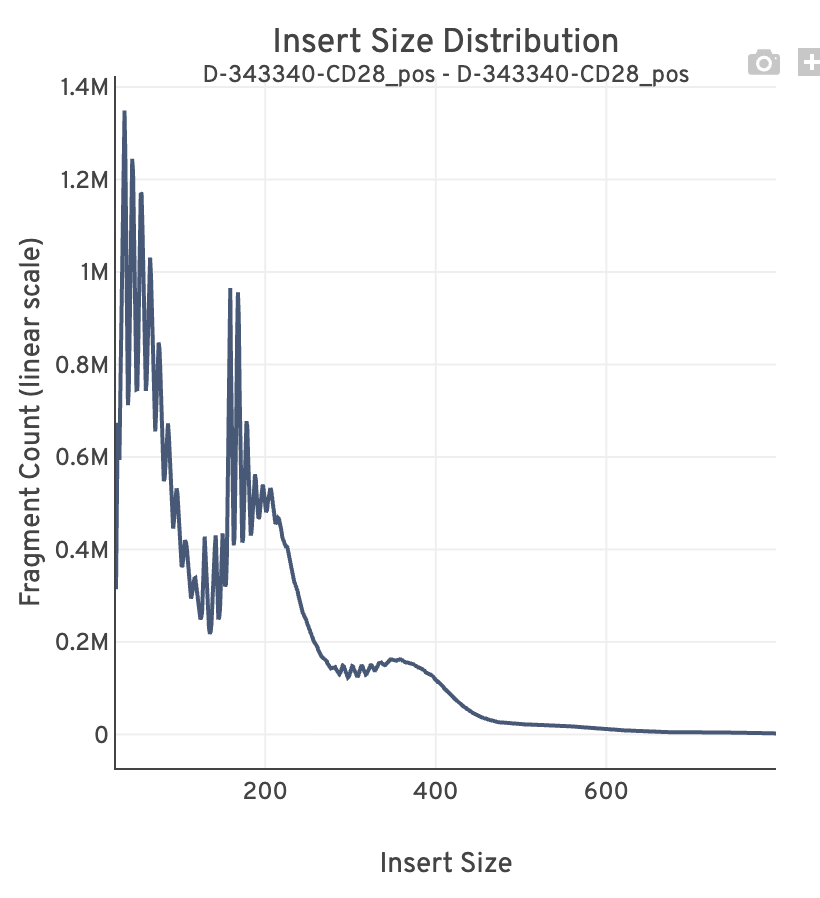 Insert Size Distribution
D-343340-CD28_pos - D-343340-CD28_pos
1.4M
1.2M
1M
0.8M
0.6M
0.4M
0.2M
0
Fragment Count (linear scale)
200
400
600
Insert Size